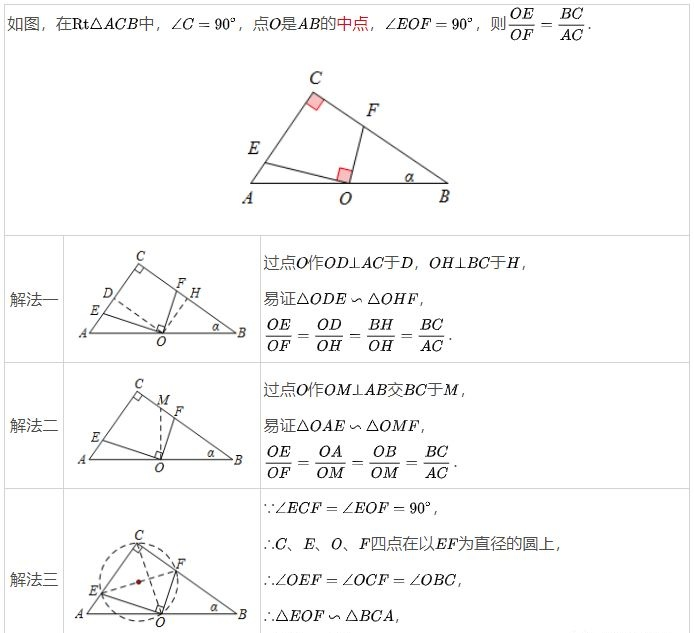 如图，在Rt△ACB中，∠C = 90°，点O是AB的中点，∠EOF = 90°，则OE/OF = BC/AC.
C
F
E
α
A
O
B
解法一
C
F
D
H
E
α
A
O
B
过点O作OD⊥AC于D，OH⊥BC于H，
易证△ODE∽△OHF，
OE/OF = OD/OH = BH/OH = BC/AC.
解法二
C
M
F
E
α
A
O
B
过点O作OM⊥AB交BC于M，
易证△OAE∽△OMF，
OE/OF = OA/OM = OB/OM = BC/AC.
解法三
C
F
E
α
A
O
B
∵∠ECF = ∠EOF = 90°，
∴C、E、O、F四点在以EF为直径的圆上，
∴∠OEF = ∠OCF = ∠OBC，
∴△EOF∽△BCA，